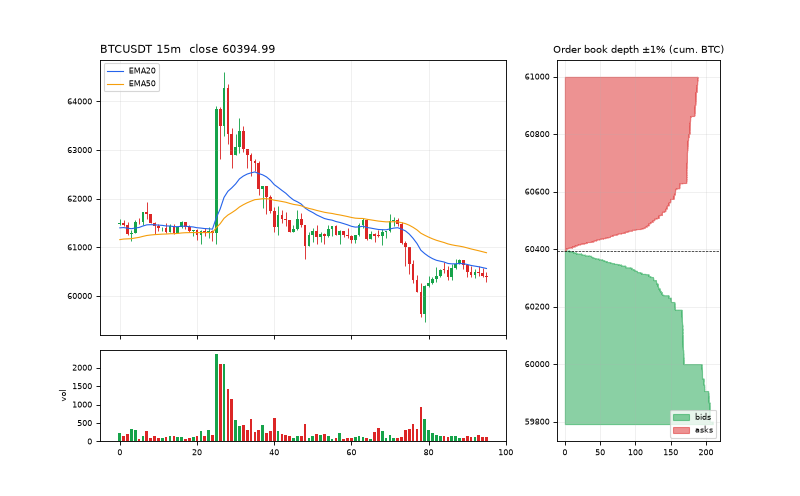 BTCUSDT 15m  close 60394.99
Order book depth ±1% (cum. BTC)
EMA20
EMA50
64000
63000
62000
61000
60000
2000
1500
1000
500
0
vol
0 20 40 60 80 100
61000
60800
60600
60400
60200
60000
59800
bids
asks
0 50 100 150 200